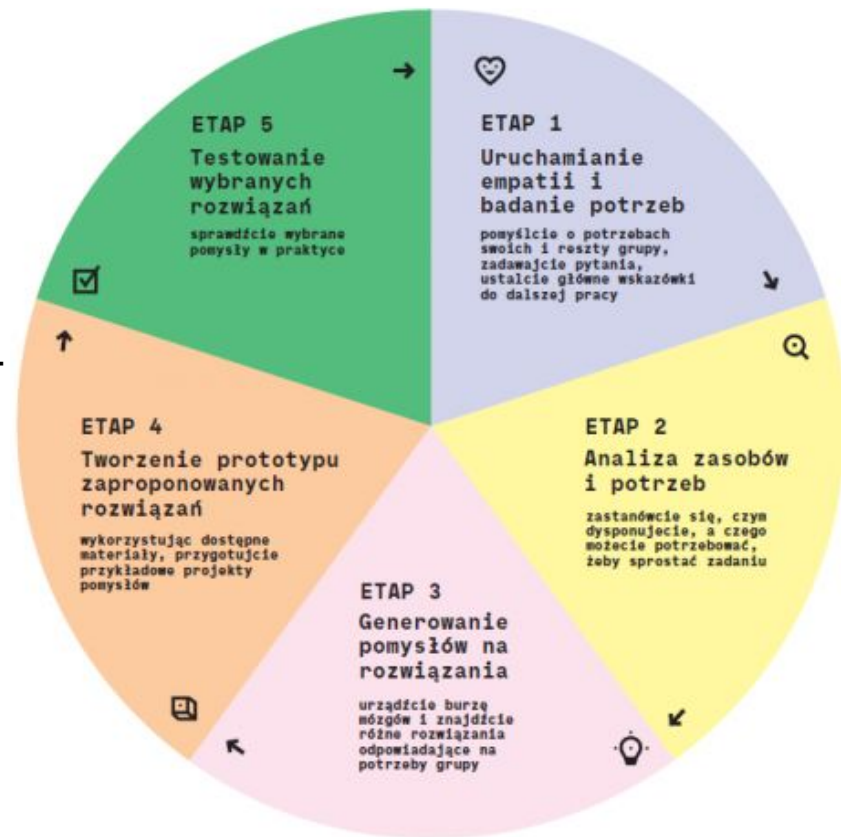 ETAP 1
Uruchamianie
empatii i
badanie potrzeb
pomyślcie o potrzebach
swoich i reszty grupy,
zadawajcie pytania,
ustalcie główne wskazówki
do dalszej pracy
ETAP 2
Analiza zasobów
i potrzeb
zastanówcie się, czym
dysponujecie, a czego
możecie potrzebować,
żeby sprostać zadaniu
ETAP 3
Generowanie
pomysłów na
rozwiązania
urządźcie burzę
mózgów i znajdźcie
różne rozwiązania
odpowiadające na
potrzeby grupy
ETAP 4
Tworzenie prototypu
zaproponowanych
rozwiązań
wykorzystując dostępne
materiały, przygotujcie
przykładowe projekty
pomysłów
ETAP 5
Testowanie
wybranych
rozwiązań
sprawdźcie wybrane
pomysły w praktyce